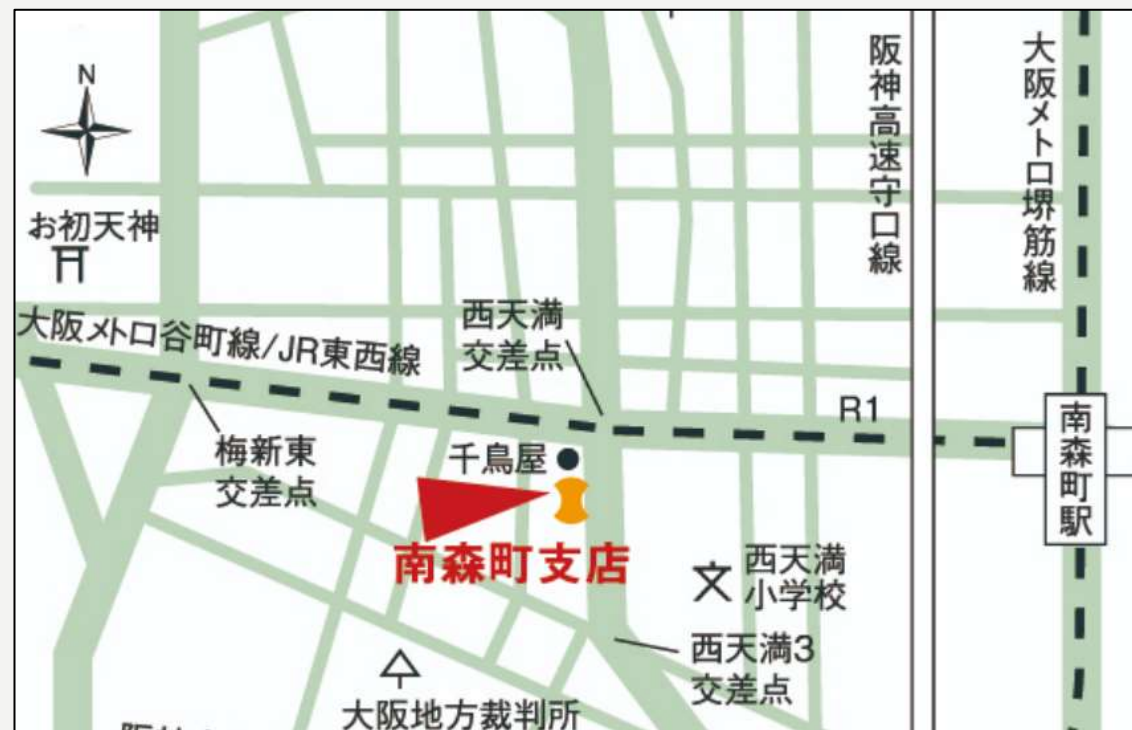 N
阪神高速守口線
大阪メトロ堺筋線
お初天神
大阪メトロ谷町線/JR東西線
西天満
交差点
R1
梅新東
交差点
千鳥屋
南森町駅
南森町支店
西天満
小学校
西天満3
交差点
大阪地方裁判所